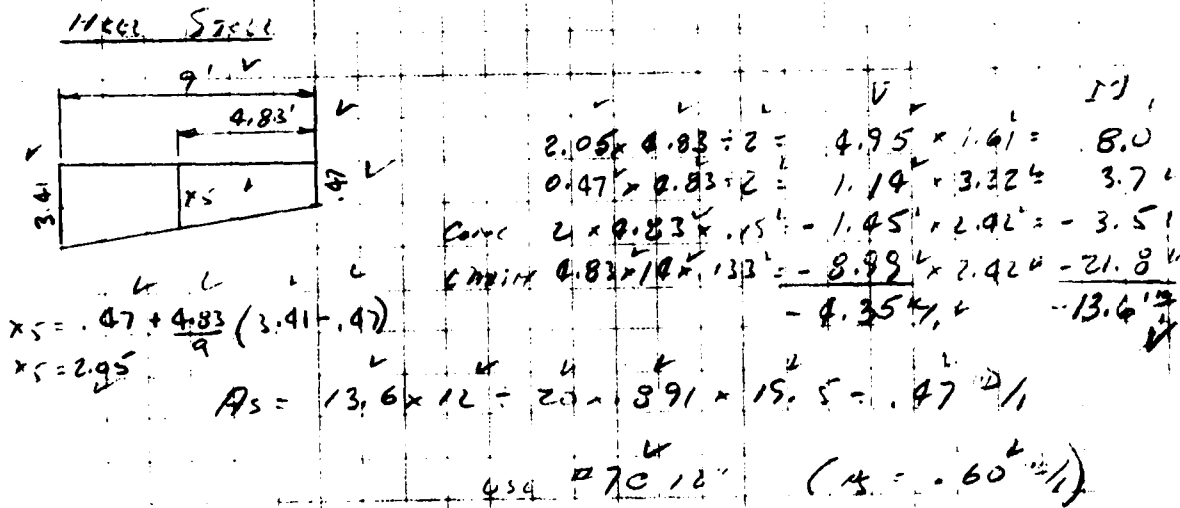 Heel Steel
9'
4.83'
V M
2.05 x 4.83 ÷ 2 = 4.95 x 1.61 = 8.0
0.47 x 4.83 ÷ 2 = 1.14 x 3.22 = 3.7
3.41 x5 .47
Conc 2 x 4.83 x .15 = - 1.45 x 2.42 = - 3.5
4.83 x 14 x .133 = - 8.99 x 2.42 = - 21.8
- 4.35 k/, -13.6
x5 = .47 + 4.83/9 (3.41 - .47)
x5 = 2.05
As = 13.6 x 12 ÷ 20 x .891 x 19.5 = .47 "/,
use #7@12" (As = .60 "/,)